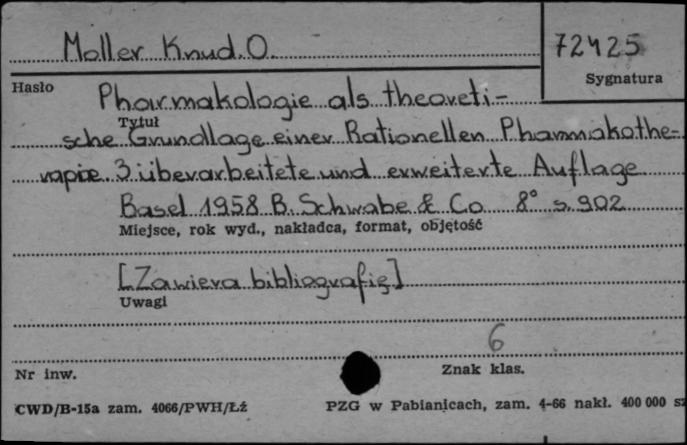 Moller Knud O.
72425
Sygnatura
Hasło
Pharmakologie als theoreti-
Tytuł
sche Grundlage einer Rationellen Pharmakothe-
rapie 3 überarbeitete und erweiterte Auflage
Basel 1958 B. Schwabe & Co 8° s. 902
Miejsce, rok wyd., nakładca, format, objętość
[Zawiera bibliografię]
Uwagi
6
Nr inw.
Znak klas.
CWD/B-15a zam. 4066/PWH/Łż
PZG w Pabianicach, zam. 4-66 nakł. 400 000 sz